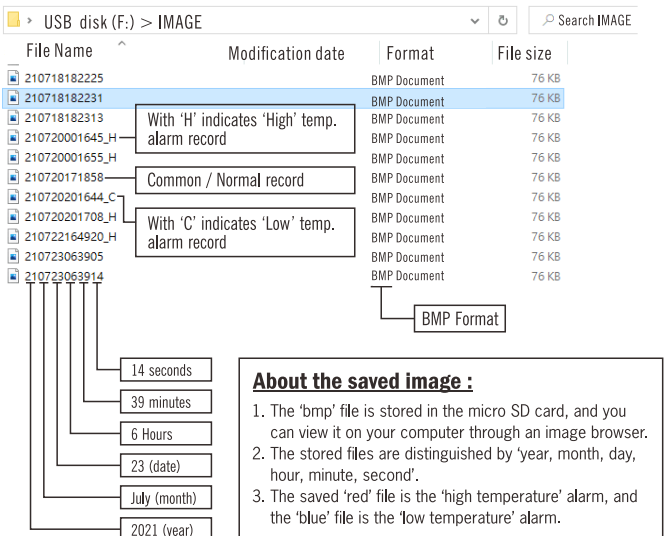 USB disk (F:) > IMAGE
Search IMAGE
File Name Modification date Format File size
210718182225 BMP Document 76 KB
210718182231 BMP Document 76 KB
210718182313 BMP Document 76 KB
210720001645_H BMP Document 76 KB
210720001655_H BMP Document 76 KB
210720171858 BMP Document 76 KB
210720201644_C BMP Document 76 KB
210720201708_H BMP Document 76 KB
210722164920_H BMP Document 76 KB
210723063905 BMP Document 76 KB
210723063914 BMP Document 76 KB
With ‘H’ indicates ‘High’ temp.
alarm record
Common / Normal record
With ‘C’ indicates ‘Low’ temp.
alarm record
BMP Format
14 seconds
39 minutes
6 Hours
23 (date)
July (month)
2021 (year)
About the saved image :
1. The ‘bmp’ file is stored in the micro SD card, and you
can view it on your computer through an image browser.
2. The stored files are distinguished by ‘year, month, day,
hour, minute, second’.
3. The saved ‘red’ file is the ‘high temperature’ alarm, and
the ‘blue’ file is the ‘low temperature’ alarm.